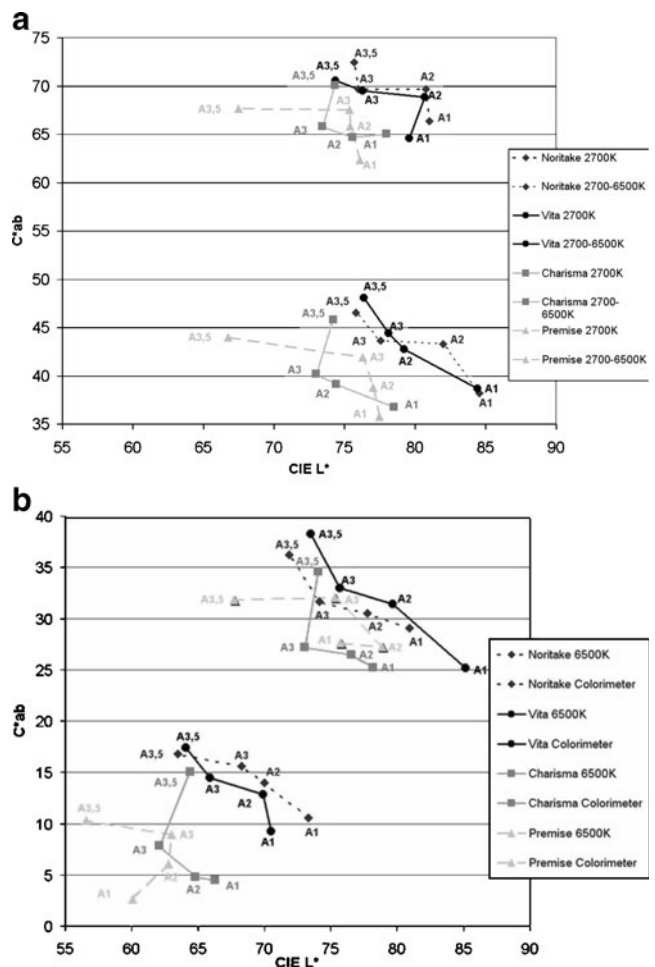 a
75
70
65
60
55
50
45
40
35
C*ab
A3,5
A3,5 A3 A2
A3,5 A3 A2
A3,5 A3 A1
A3 A2 A2 A1 A1
A1
A3,5 A3,5
A3,5 A3 A3 A2
A3 A2
A2 A2 A1
A1 A1 A1
55 60 65 70 75 80 85 90
CIE L*
Noritake 2700K
Noritake 2700-6500K
Vita 2700K
Vita 2700-6500K
Charisma 2700K
Charisma 2700-
6500K
Premise 2700K
Premise 2700-6500K
b
40
35
30
25
20
15
10
5
0
C*ab
A3,5
A3,5
A3,5 A3
A3,5 A3 A3 A2
A1 A2
A3 A2 A2 A1
A1 A1
A3,5
A3,5 A3
A3,5 A3 A2
A3,5 A3 A2 A1
A3 A1
A2 A2 A1
A1
55 60 65 70 75 80 85 90
CIE L*
Noritake 6500K
Noritake Colorimeter
Vita 6500K
Vita Colorimeter
Charisma 6500K
Charisma Colorimeter
Premise 6500K
Premise Colorimeter